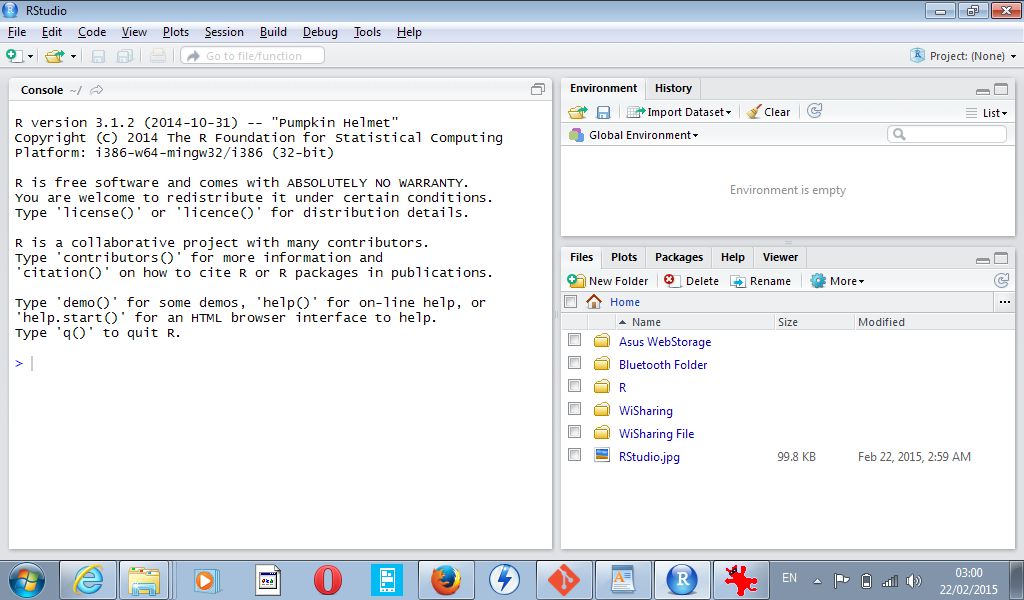 RStudio
File Edit Code View Plots Session Build Debug Tools Help
Go to file/function
Project: (None)
Console ~/
R version 3.1.2 (2014-10-31) -- "Pumpkin Helmet"
Copyright (C) 2014 The R Foundation for Statistical Computing
Platform: i386-w64-mingw32/i386 (32-bit)
R is free software and comes with ABSOLUTELY NO WARRANTY.
You are welcome to redistribute it under certain conditions.
Type 'license()' or 'licence()' for distribution details.
R is a collaborative project with many contributors.
Type 'contributors()' for more information and
'citation()' on how to cite R or R packages in publications.
Type 'demo()' for some demos, 'help()' for on-line help, or
'help.start()' for an HTML browser interface to help.
Type 'q()' to quit R.
>
Environment History
Import Dataset Clear List
Global Environment
Environment is empty
Files Plots Packages Help Viewer
New Folder Delete Rename More
Home ...
Name Size Modified
Asus WebStorage
Bluetooth Folder
R
WiSharing
WiSharing File
RStudio.jpg 99.8 KB Feb 22, 2015, 2:59 AM
EN 03:00
22/02/2015